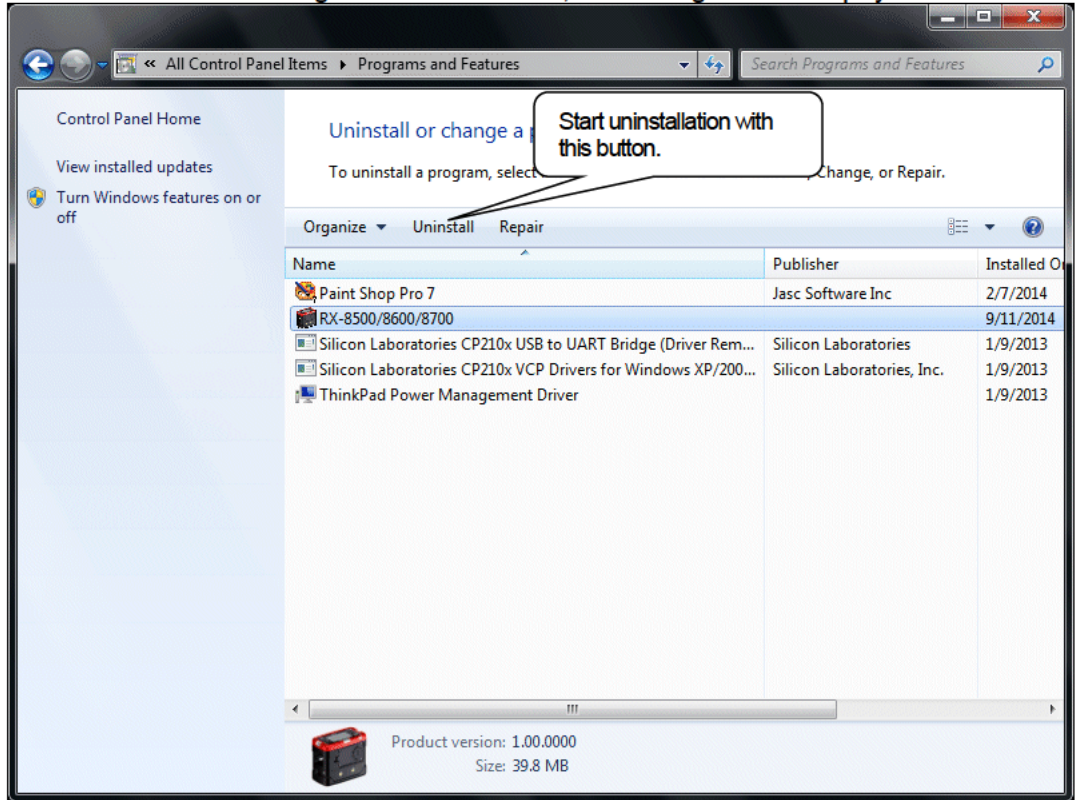 « All Control Panel Items ▸ Programs and Features
Search Programs and Features
Control Panel Home
View installed updates
Turn Windows features on or
off
Uninstall or change a
Start uninstallation with
this button.
To uninstall a program, select
Change, or Repair.
Organize Uninstall Repair
Name Publisher Installed O
Paint Shop Pro 7 Jasc Software Inc 2/7/2014
RX-8500/8600/8700 9/11/2014
Silicon Laboratories CP210x USB to UART Bridge (Driver Rem... Silicon Laboratories 1/9/2013
Silicon Laboratories CP210x VCP Drivers for Windows XP/200... Silicon Laboratories, Inc. 1/9/2013
ThinkPad Power Management Driver 1/9/2013
Product version: 1.00.0000
Size: 39.8 MB